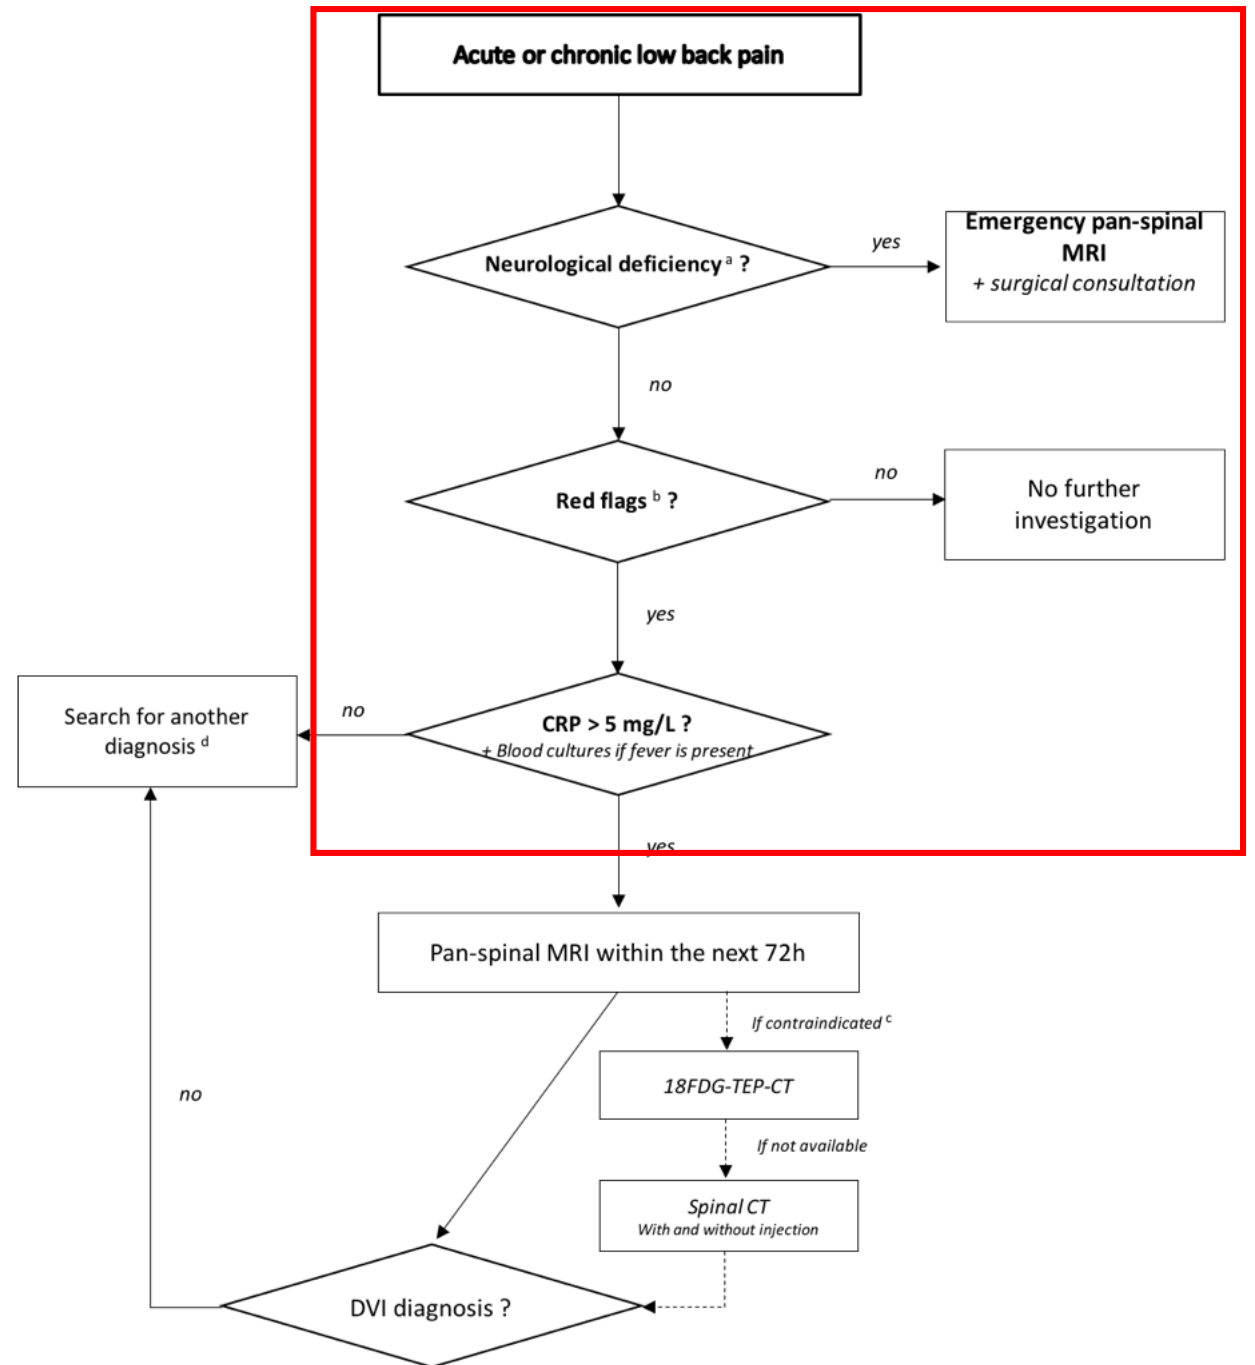 Acute or chronic low back pain
Neurological deficiency a ?
yes
Emergency pan-spinal
MRI
+ surgical consultation
no
Red flags b ?
no
No further
investigation
yes
Search for another
diagnosis d
no
CRP > 5 mg/L ?
+ Blood cultures if fever is present
yes
Pan-spinal MRI within the next 72h
If contraindicated c
18FDG-TEP-CT
no
If not available
Spinal CT
With and without injection
DVI diagnosis ?